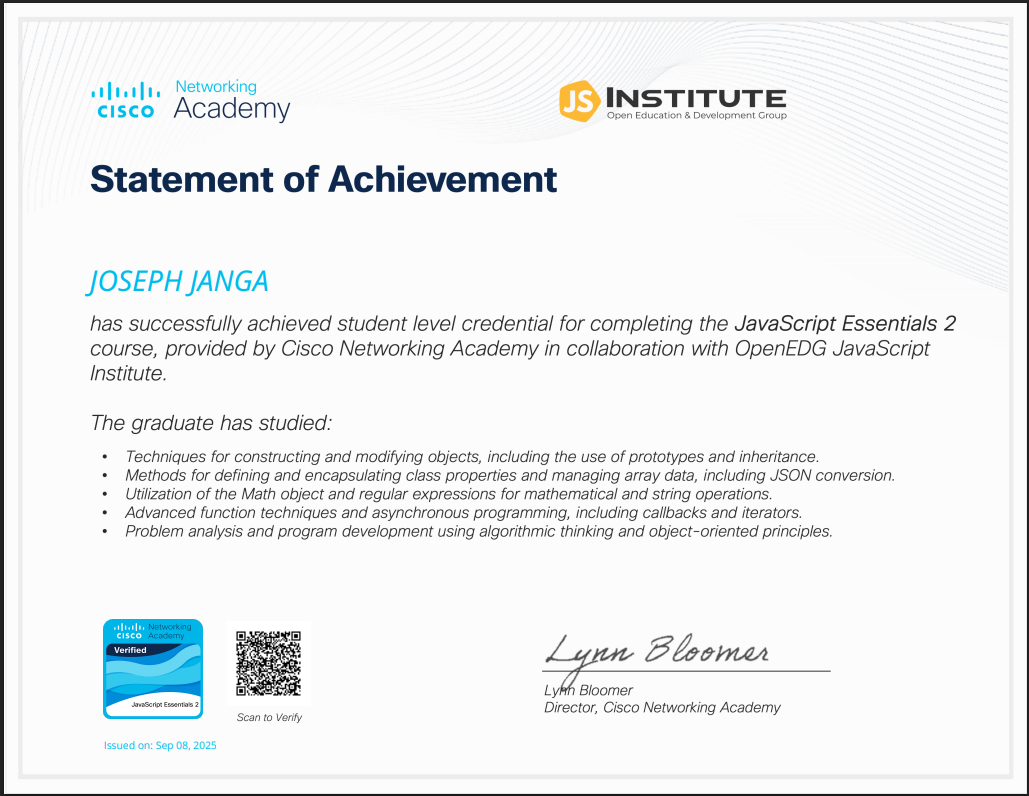 CISCO Networking Academy
JS INSTITUTE
Open Education & Development Group
Statement of Achievement
JOSEPH JANGA
has successfully achieved student level credential for completing the JavaScript Essentials 2
course, provided by Cisco Networking Academy in collaboration with OpenEDG JavaScript
Institute.
The graduate has studied:
• Techniques for constructing and modifying objects, including the use of prototypes and inheritance.
• Methods for defining and encapsulating class properties and managing array data, including JSON conversion.
• Utilization of the Math object and regular expressions for mathematical and string operations.
• Advanced function techniques and asynchronous programming, including callbacks and iterators.
• Problem analysis and program development using algorithmic thinking and object-oriented principles.
CISCO Networking Academy
Verified
JavaScript Essentials 2
Scan to Verify
Issued on: Sep 08, 2025
Lynn Bloomer
Lynn Bloomer
Director, Cisco Networking Academy